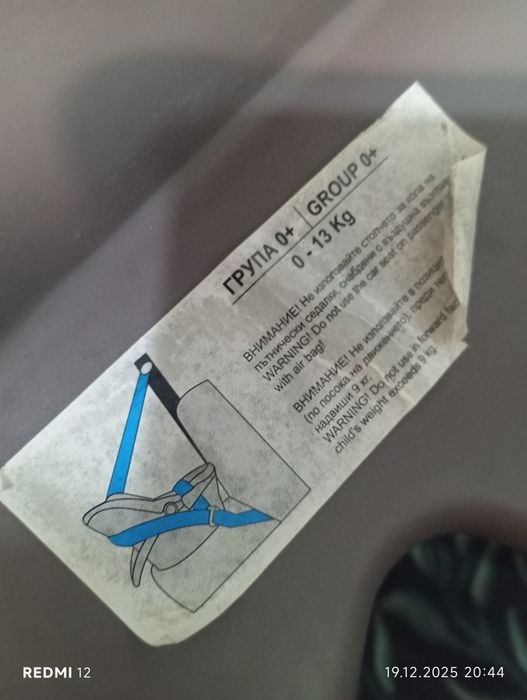 ГРУПА 0+ | GROUP 0+
0 - 13 Kg
ВНИМАНИЕ! Не използвайте столчето за кола на
пътнически седалки, снабдени с въздушна
WARNING! Do not use the car seat on passenger
with air bag!
ВНИМАНИЕ! Не използвайте в
(по посока на движението), преди
надвиши 9 кг.
WARNING! Do not use in forward
child's weight exceeds 9 kg
REDMI 12
19.12.2025 20:44